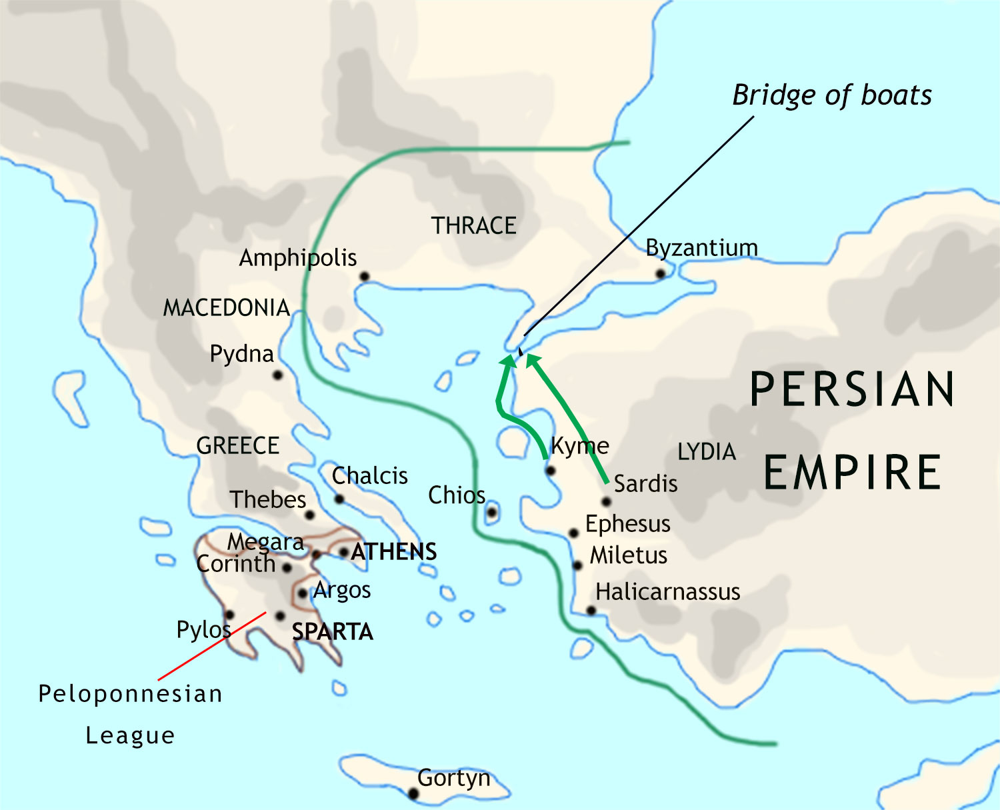 Bridge of boats
THRACE
Byzantium
Amphipolis
MACEDONIA
Pydna
PERSIAN
EMPIRE
GREECE
Kyme
LYDIA
Chalcis
Sardis
Thebes
Chios
Ephesus
Megara
ATHENS
Miletus
Corinth
Argos
Halicarnassus
Pylos
SPARTA
Peloponnesian
League
Gortyn